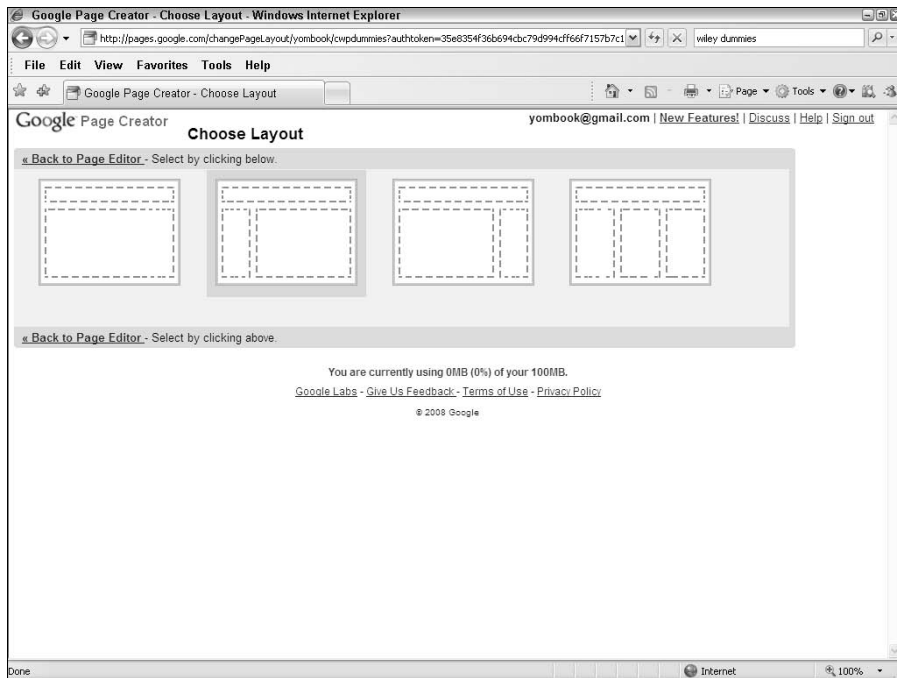 Google Page Creator - Choose Layout - Windows Internet Explorer
http://pages.google.com/changePageLayout/yombook/cwpdummies?authtoken=35e8354f36b694cbc79d994cff66f7157b7c1
wiley dummies
File Edit View Favorites Tools Help
Google Page Creator - Choose Layout
Page Tools
Google Page Creator
Choose Layout
yombook@gmail.com | New Features! | Discuss | Help | Sign out
« Back to Page Editor - Select by clicking below.
« Back to Page Editor - Select by clicking above.
You are currently using 0MB (0%) of your 100MB.
Google Labs - Give Us Feedback - Terms of Use - Privacy Policy
© 2008 Google
Done
Internet
100%